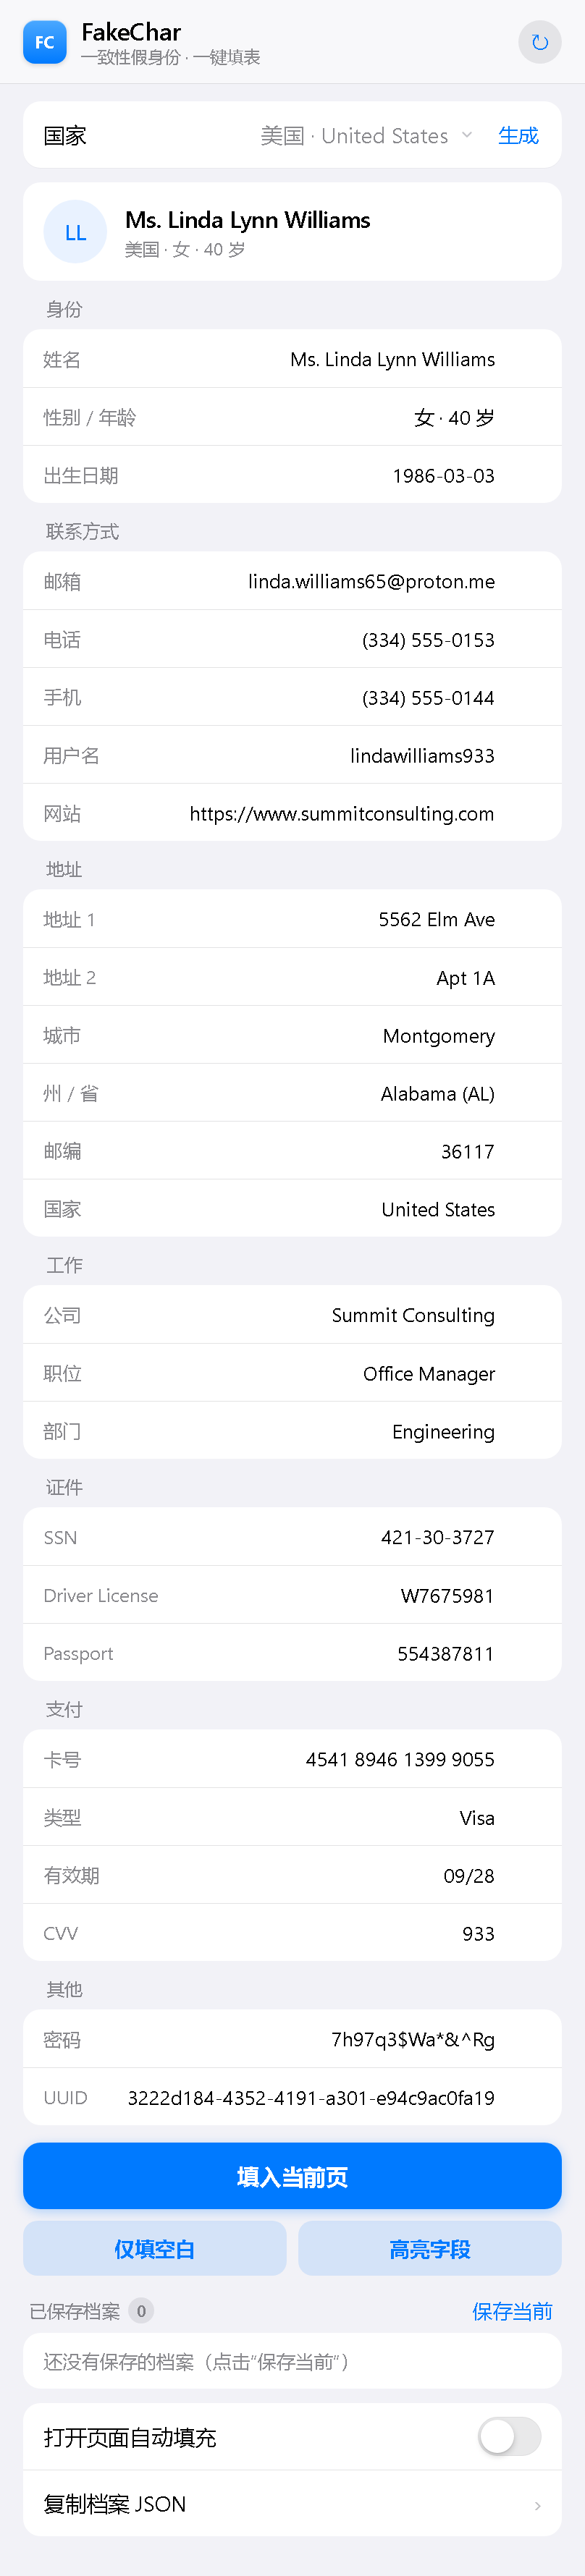 FC
FakeChar
一致性假身份 · 一键填表
↻
国家 美国 · United States 生成
LL
Ms. Linda Lynn Williams
美国 · 女 · 40 岁
身份
姓名 Ms. Linda Lynn Williams
性别 / 年龄 女 · 40 岁
出生日期 1986-03-03
联系方式
邮箱 linda.williams65@proton.me
电话 (334) 555-0153
手机 (334) 555-0144
用户名 lindawilliams933
网站 https://www.summitconsulting.com
地址
地址 1 5562 Elm Ave
地址 2 Apt 1A
城市 Montgomery
州 / 省 Alabama (AL)
邮编 36117
国家 United States
工作
公司 Summit Consulting
职位 Office Manager
部门 Engineering
证件
SSN 421-30-3727
Driver License W7675981
Passport 554387811
支付
卡号 4541 8946 1399 9055
类型 Visa
有效期 09/28
CVV 933
其他
密码 7h97q3$Wa*&^Rg
UUID 3222d184-4352-4191-a301-e94c9ac0fa19
填入当前页
仅填空白 高亮字段
已保存档案 0 保存当前
还没有保存的档案（点击“保存当前”）
打开页面自动填充
复制档案 JSON ›